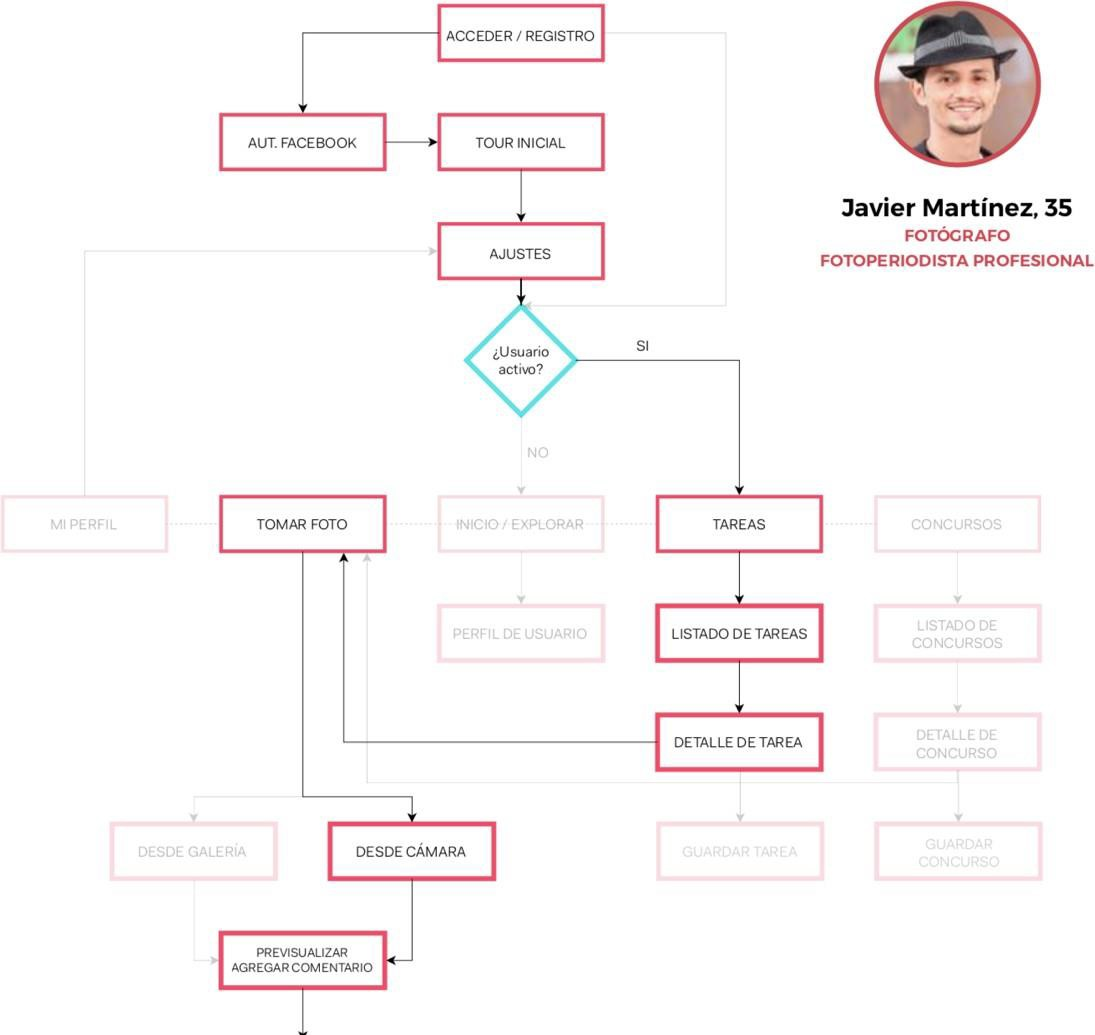 ACCEDER / REGISTRO
AUT. FACEBOOK
TOUR INICIAL
Javier Martínez, 35
FOTÓGRAFO
FOTOPERIODISTA PROFESIONAL
AJUSTES
¿Usuario
activo?
SI
NO
MI PERFIL
TOMAR FOTO
INICIO / EXPLORAR
TAREAS
CONCURSOS
PERFIL DE USUARIO
LISTADO DE TAREAS
LISTADO DE
CONCURSOS
DETALLE DE TAREA
DETALLE DE
CONCURSO
DESDE GALERÍA
DESDE CÁMARA
GUARDAR TAREA
GUARDAR
CONCURSO
PREVISUALIZAR
AGREGAR COMENTARIO